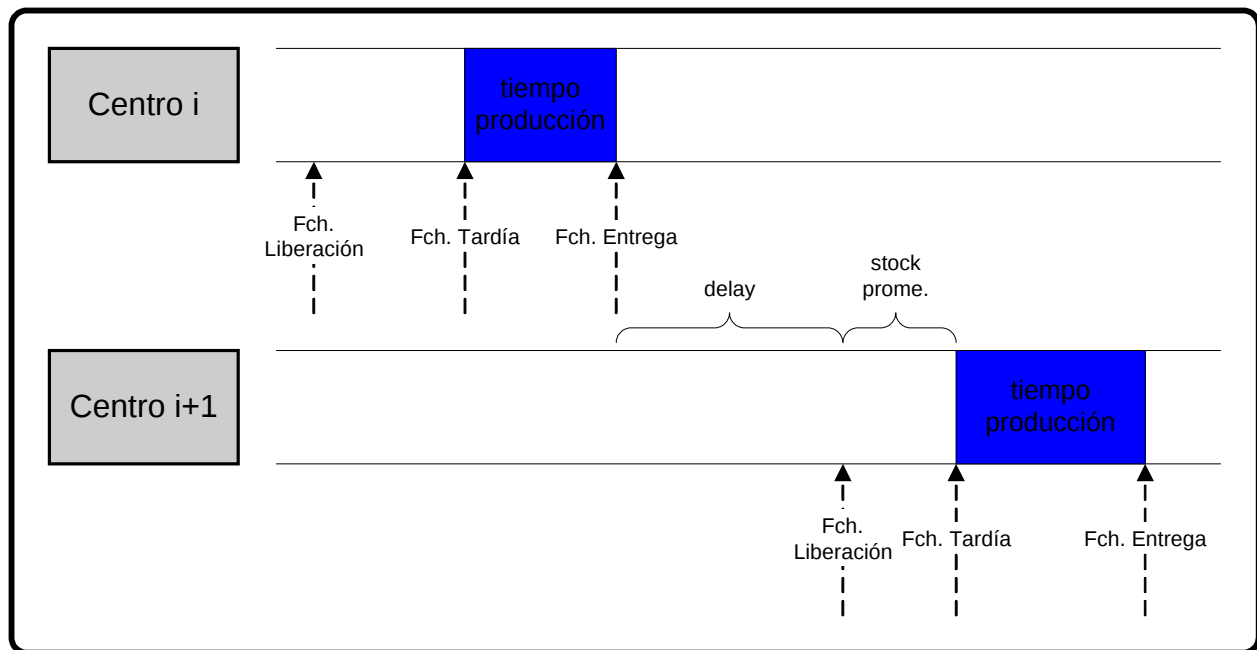 Centro i
tiempo
producción
Fch.
Liberación
Fch. Tardía
Fch. Entrega
delay
stock
prome.
Centro i+1
tiempo
producción
Fch.
Liberación
Fch. Tardía
Fch. Entrega